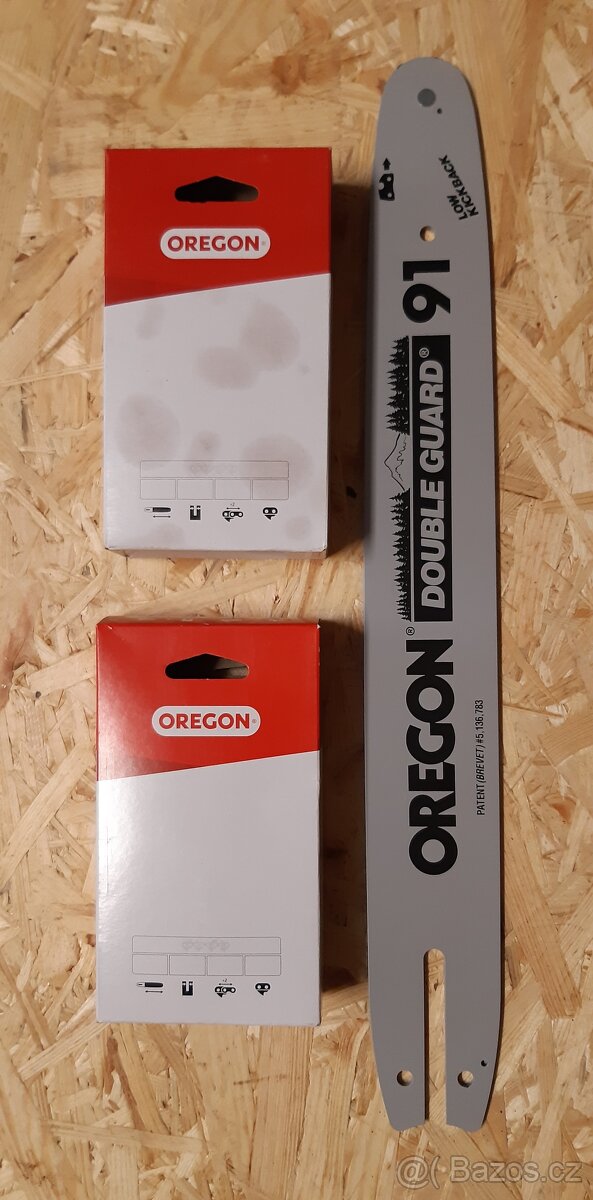 OREGON®
OREGON®
LOW
KICKBACK
OREGON® DOUBLE GUARD® 91
PATENT (BREVET) #5,136,783
@ Bazos.cz